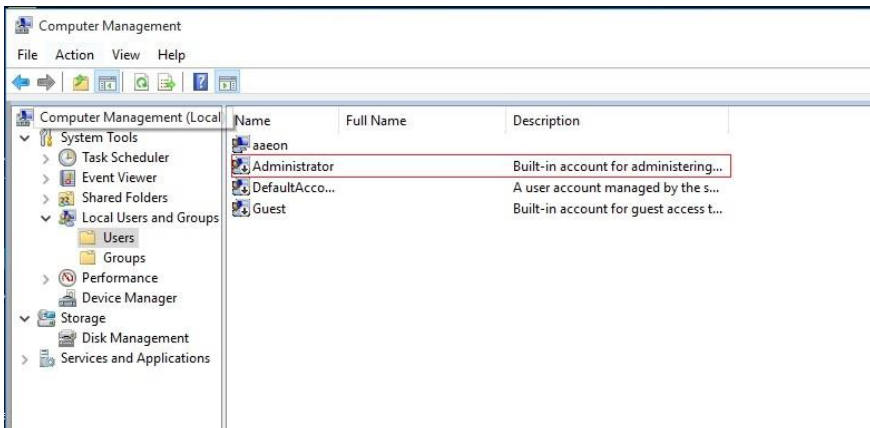 Computer Management
File Action View Help
Computer Management (Local
System Tools
Task Scheduler
Event Viewer
Shared Folders
Local Users and Groups
Users
Groups
Performance
Device Manager
Storage
Disk Management
Services and Applications
Name Full Name Description
aaeon
Administrator Built-in account for administering...
DefaultAcco... A user account managed by the s...
Guest Built-in account for guest access t...